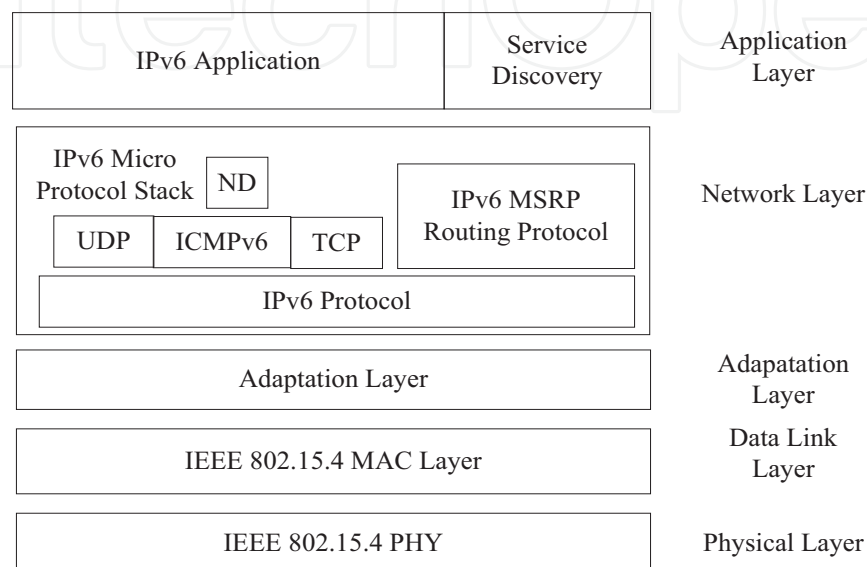 IPv6 Application
Service
Discovery
Application
Layer
IPv6 Micro
Protocol Stack
ND
UDP
ICMPv6
TCP
IPv6 MSRP
Routing Protocol
IPv6 Protocol
Network Layer
Adaptation Layer
Adapatation
Layer
IEEE 802.15.4 MAC Layer
Data Link
Layer
IEEE 802.15.4 PHY
Physical Layer